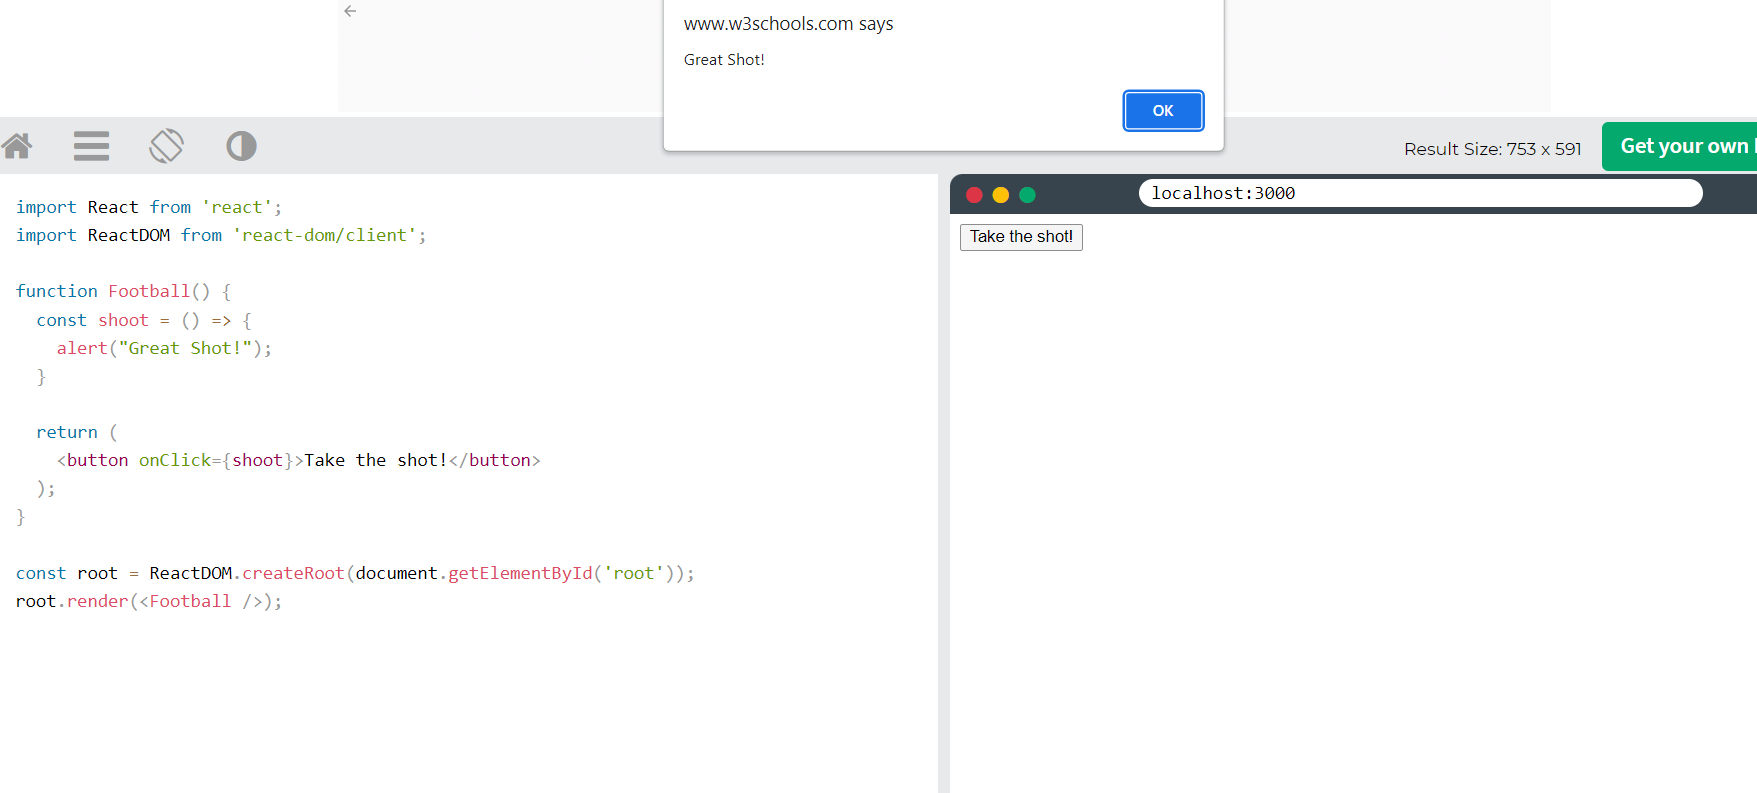 www.w3schools.com says
Great Shot!
OK
Result Size: 753 x 591
Get your own
import React from 'react';
import ReactDOM from 'react-dom/client';
function Football() {
  const shoot = () => {
    alert("Great Shot!");
  }
  return (
    <button onClick={shoot}>Take the shot!</button>
  );
}
const root = ReactDOM.createRoot(document.getElementById('root'));
root.render(<Football />);
localhost:3000
Take the shot!